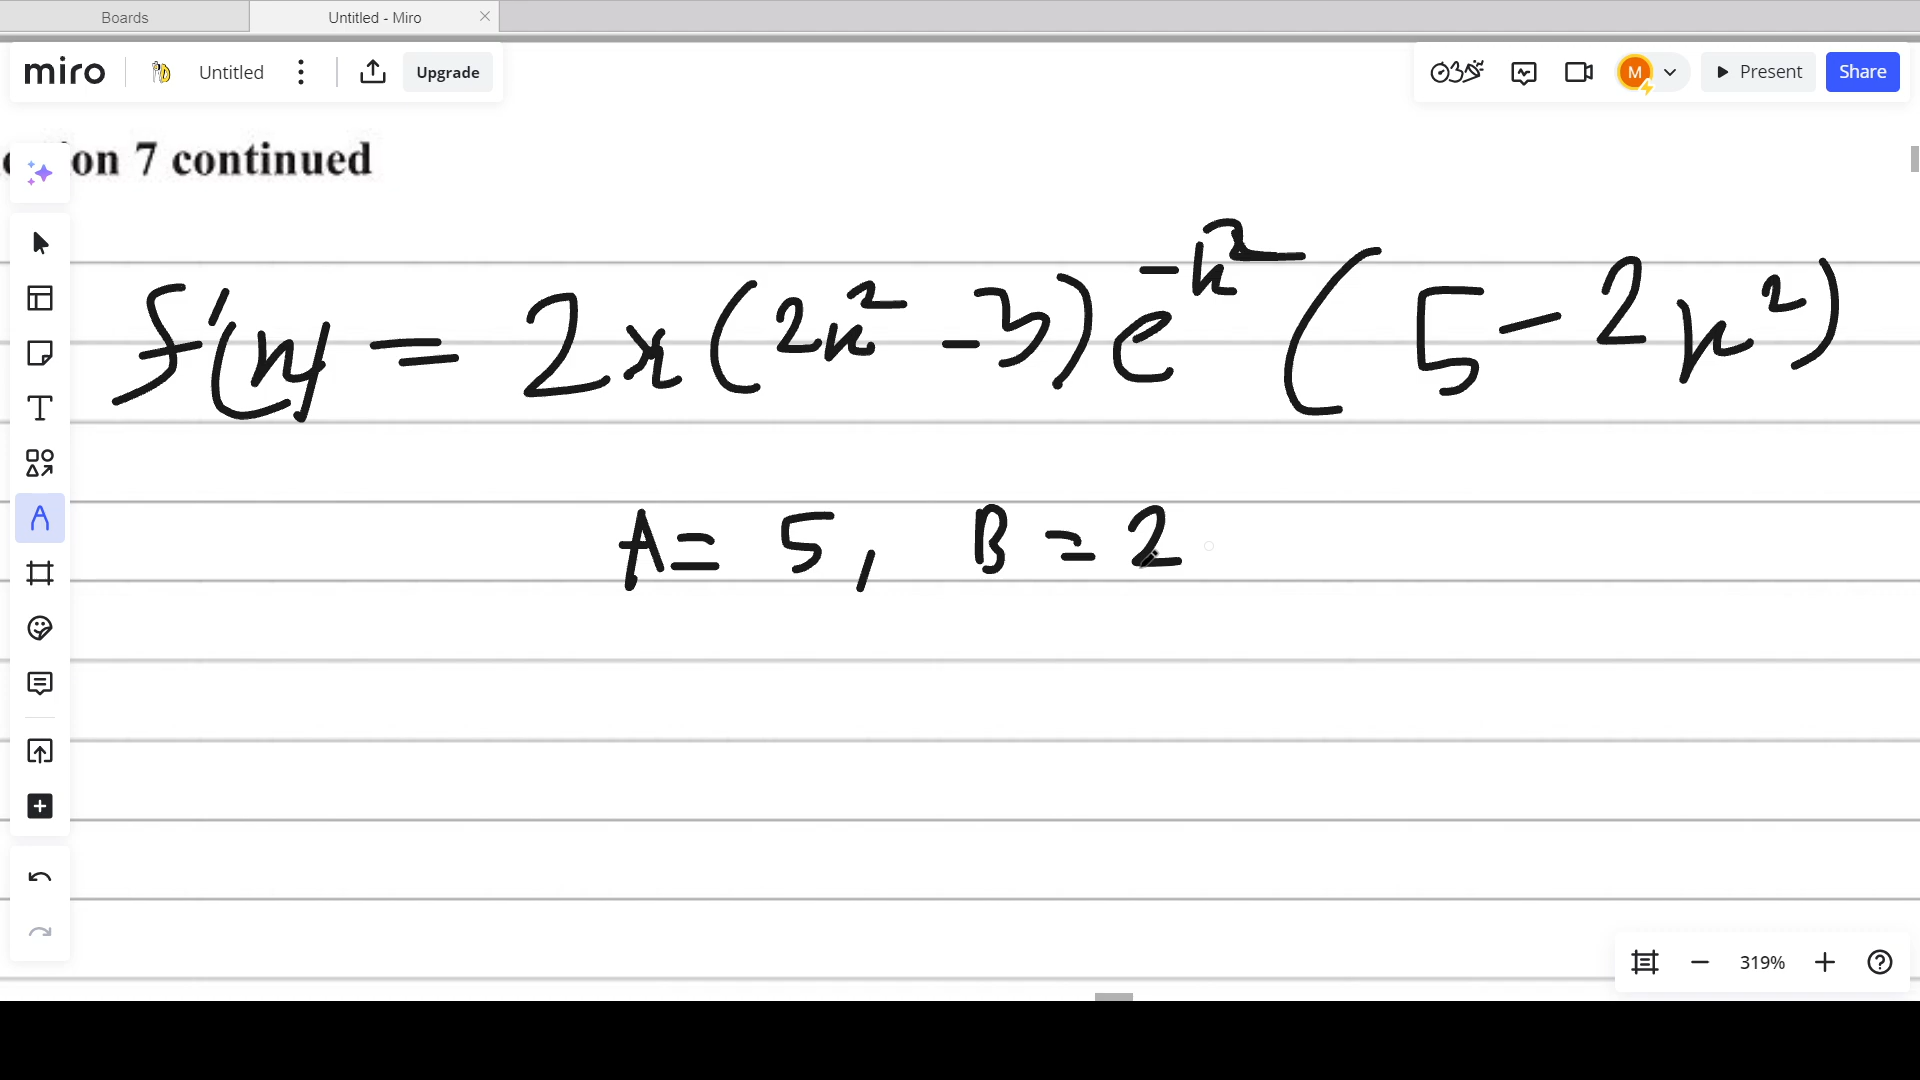 Boards
Untitled - Miro
miro
Untitled
Upgrade
M
Present
Share
on 7 continued
f'(x) = 2x(2x² - 3)e^{-x²}(5 - 2x²)
A = 5, B = 2
319%